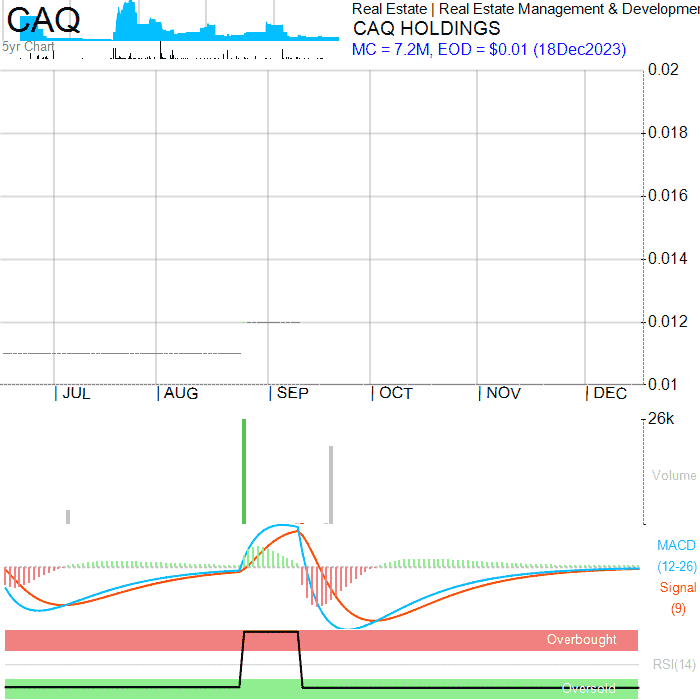 CAQ
Real Estate | Real Estate Management & Developmen
CAQ HOLDINGS
5yr Chart
MC = 7.2M, EOD = $0.01 (18Dec2023)
0.02
0.018
0.016
0.014
0.012
0.01
| JUL | AUG | SEP | OCT | NOV | DEC
26k
Volume
MACD
(12-26)
Signal
(9)
Overbought
RSI(14)
Oversold